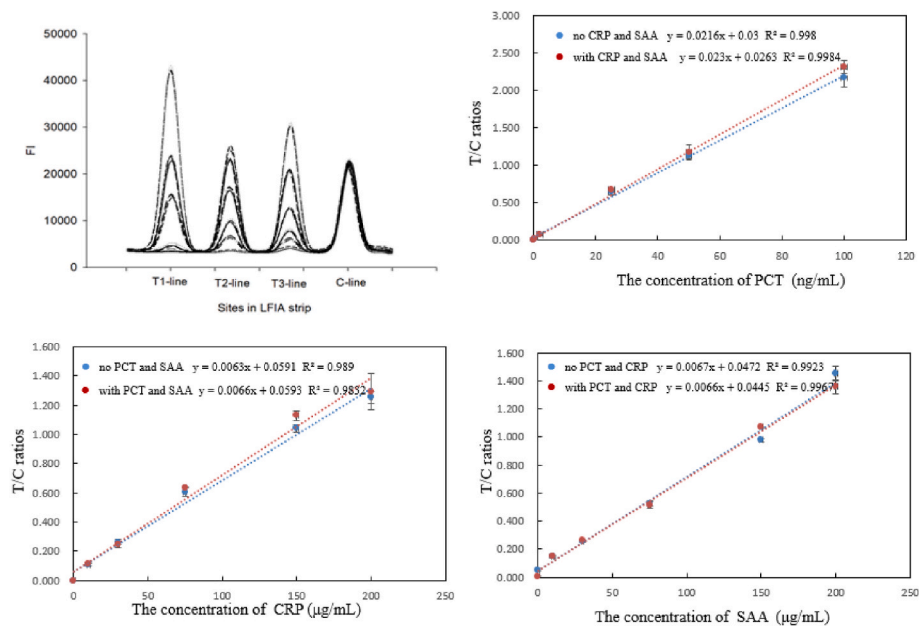 50000
40000
30000
20000
10000
0
FI
T1-line T2-line T3-line C-line
Sites in LFIA strip
no CRP and SAA y = 0.0216x + 0.03 R² = 0.998
with CRP and SAA y = 0.023x + 0.0263 R² = 0.9984
3.000
2.500
2.000
1.500
1.000
0.500
0.000
T/C ratios
0 20 40 60 80 100 120
The concentration of PCT (ng/mL)
no PCT and SAA y = 0.0063x + 0.0591 R² = 0.989
with PCT and SAA y = 0.0066x + 0.0593 R² = 0.9852
1.600
1.400
1.200
1.000
0.800
0.600
0.400
0.200
0.000
T/C ratios
0 50 100 150 200 250
The concentration of CRP (μg/mL)
no PCT and CRP y = 0.0067x + 0.0472 R² = 0.9923
with PCT and CRP y = 0.0066x + 0.0445 R² = 0.9967
1.600
1.400
1.200
1.000
0.800
0.600
0.400
0.200
0.000
T/C ratios
0 50 100 150 200 250
The concentration of SAA (μg/mL)